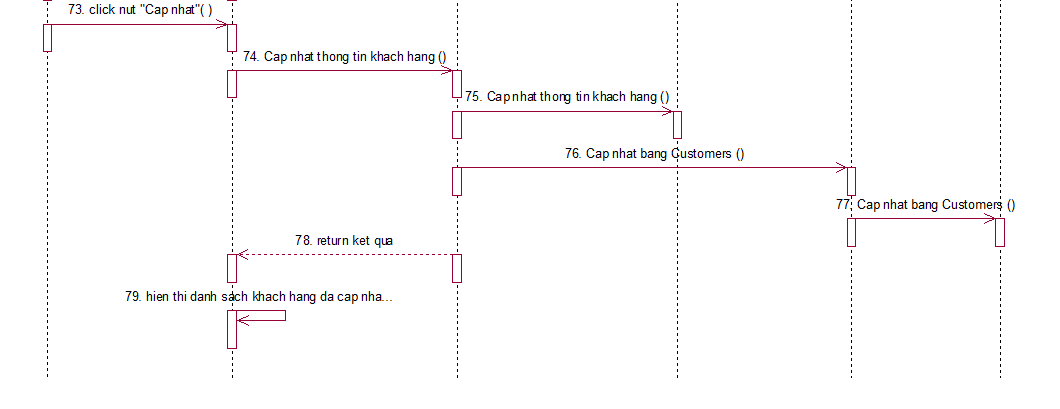 73. click nut "Cap nhat"( )
74. Cap nhat thong tin khach hang ()
75. Cap nhat thong tin khach hang ()
76. Cap nhat bang Customers ()
77. Cap nhat bang Customers ()
78. return ket qua
79. hien thi danh sach khach hang da cap nha...